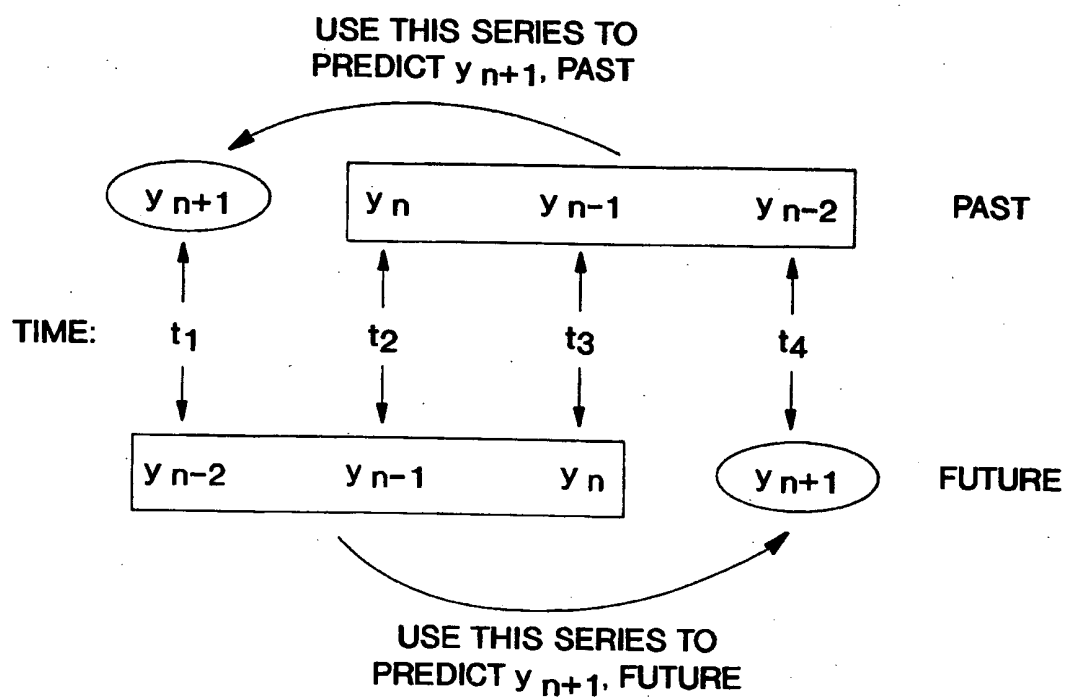 USE THIS SERIES TO
PREDICT y n+1, PAST
y n+1 y n y n-1 y n-2 PAST
TIME: t1 t2 t3 t4
y n-2 y n-1 y n y n+1 FUTURE
USE THIS SERIES TO
PREDICT y n+1, FUTURE